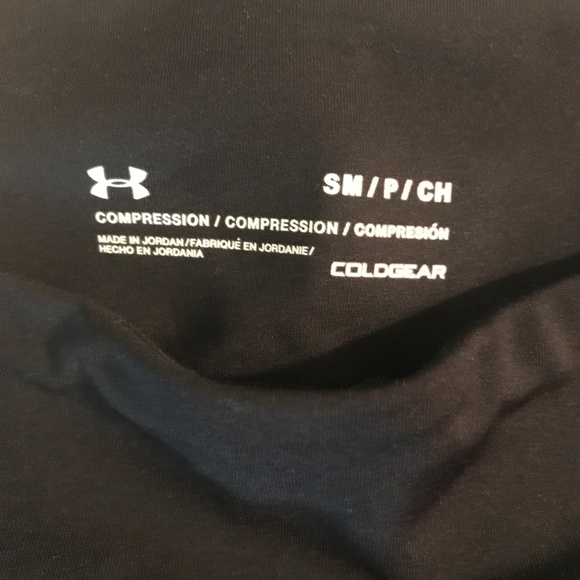 SM/P/CH
COMPRESSION / COMPRESSION / COMPRESIÓN
MADE IN JORDAN/FABRIQUÉ EN JORDANIE/
HECHO EN JORDANIA
COLDGEAR